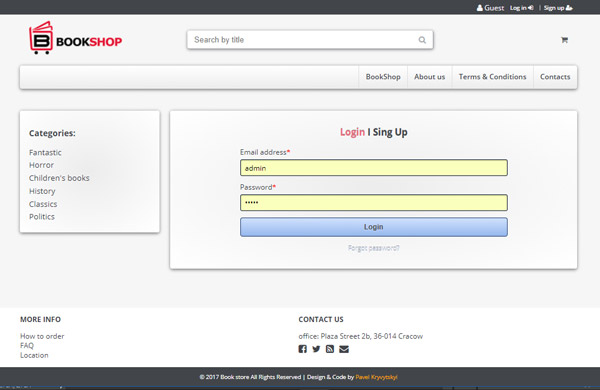 Guest Log in | Sign up
BOOKSHOP
Search by title
BookShop About us Terms & Conditions Contacts
Categories:
Fantastic
Horror
Children's books
History
Classics
Politics
Login I Sing Up
Email address*
admin
Password*
•••••
Login
Forgot password?
MORE INFO
How to order
FAQ
Location
CONTACT US
office: Plaza Street 2b, 36-014 Cracow
© 2017 Book store All Rights Reserved | Design & Code by Pavel Kryvytskyi